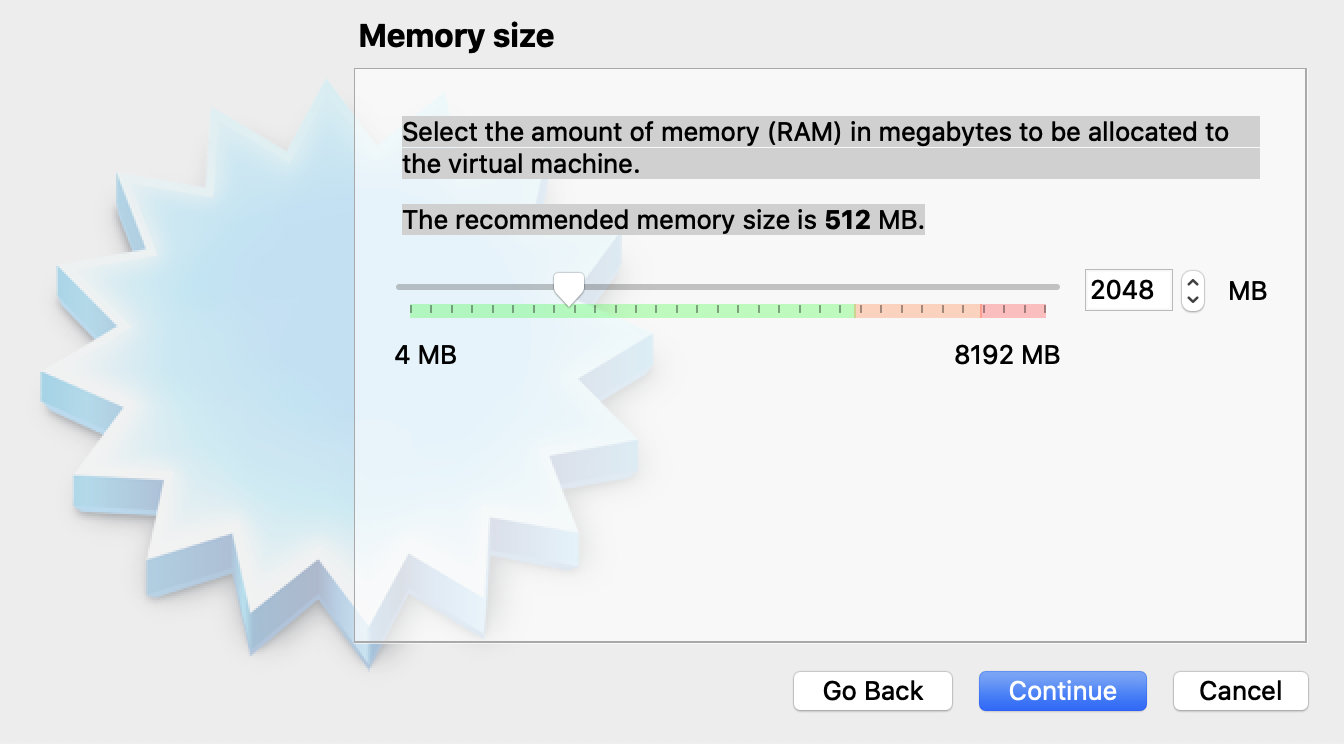 Memory size
Select the amount of memory (RAM) in megabytes to be allocated to
the virtual machine.
The recommended memory size is 512 MB.
2048 MB
4 MB 8192 MB
Go Back Continue Cancel